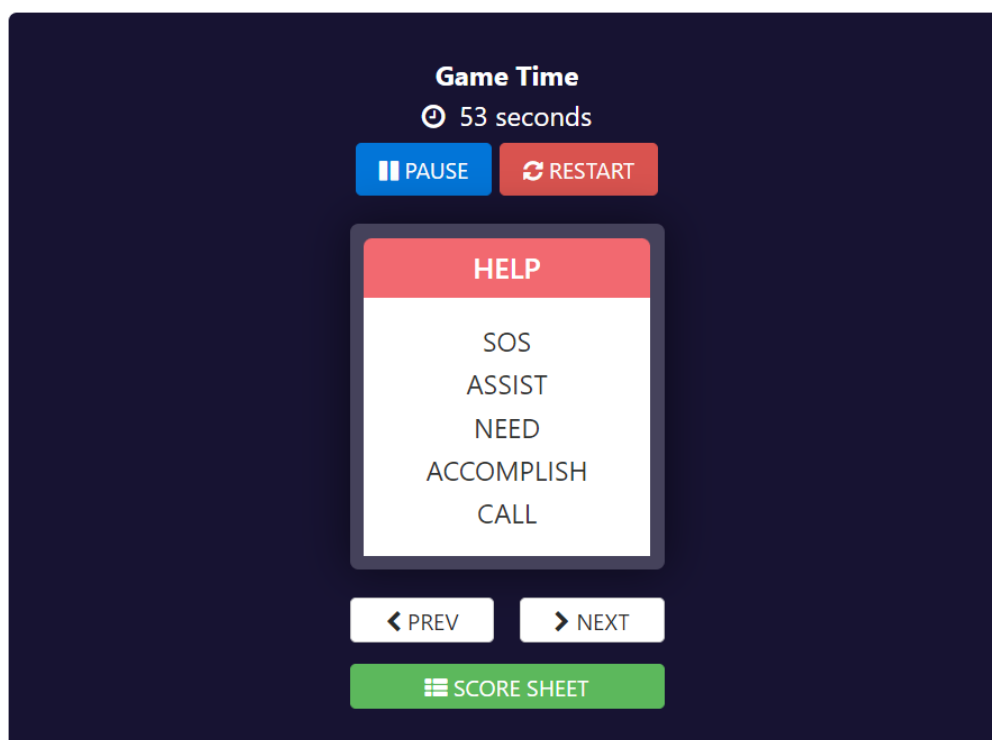 Game Time
53 seconds
PAUSE RESTART
HELP
SOS
ASSIST
NEED
ACCOMPLISH
CALL
PREV NEXT
SCORE SHEET